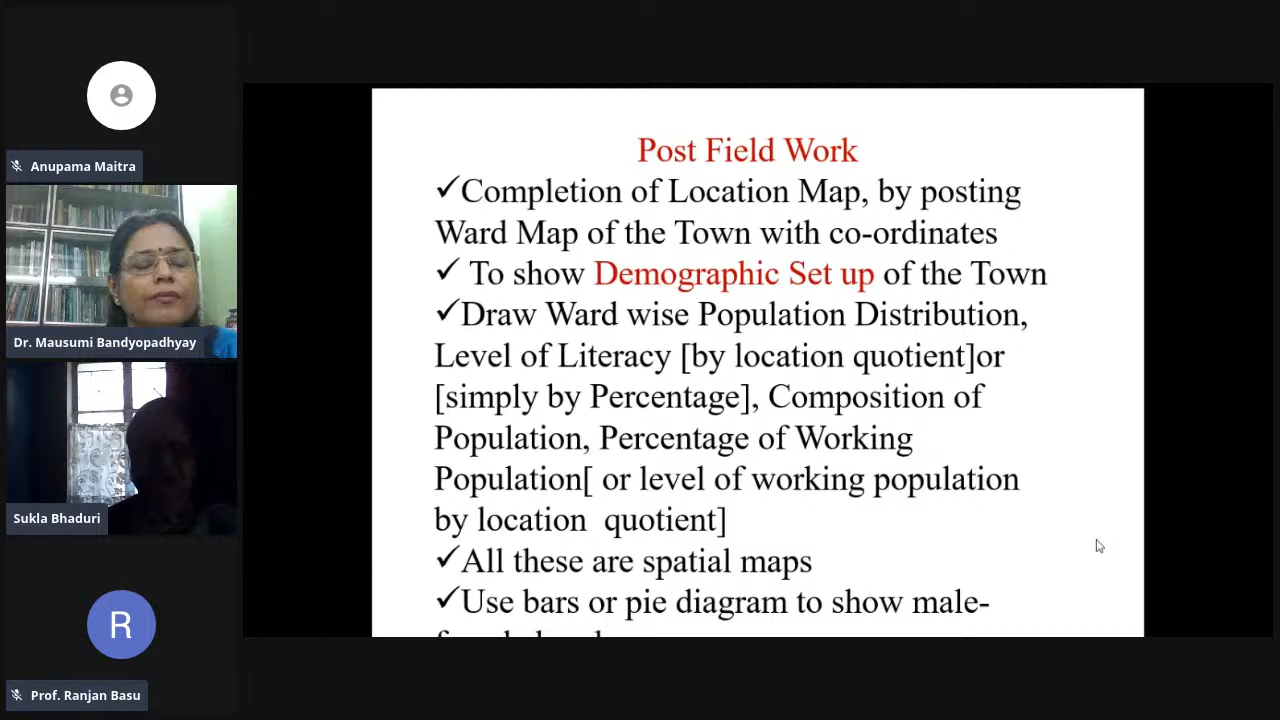 Anupama Maitra
Dr. Mausumi Bandyopadhyay
Sukla Bhaduri
R
Prof. Ranjan Basu
Post Field Work
✓Completion of Location Map, by posting
Ward Map of the Town with co-ordinates
✓ To show Demographic Set up of the Town
✓Draw Ward wise Population Distribution,
Level of Literacy [by location quotient]or
[simply by Percentage], Composition of
Population, Percentage of Working
Population[ or level of working population
by location quotient]
✓All these are spatial maps
✓Use bars or pie diagram to show male-